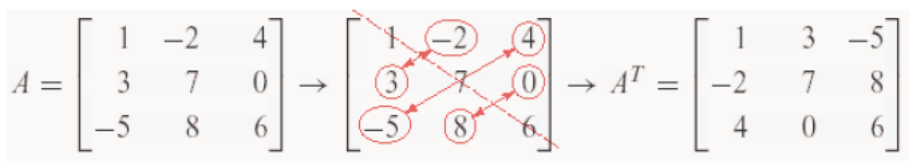 A = [1 −2 4; 3 7 0; −5 8 6] → [1 −2 4; 3 7 0; −5 8 6] → Aᵀ = [1 3 −5; −2 7 8; 4 0 6]